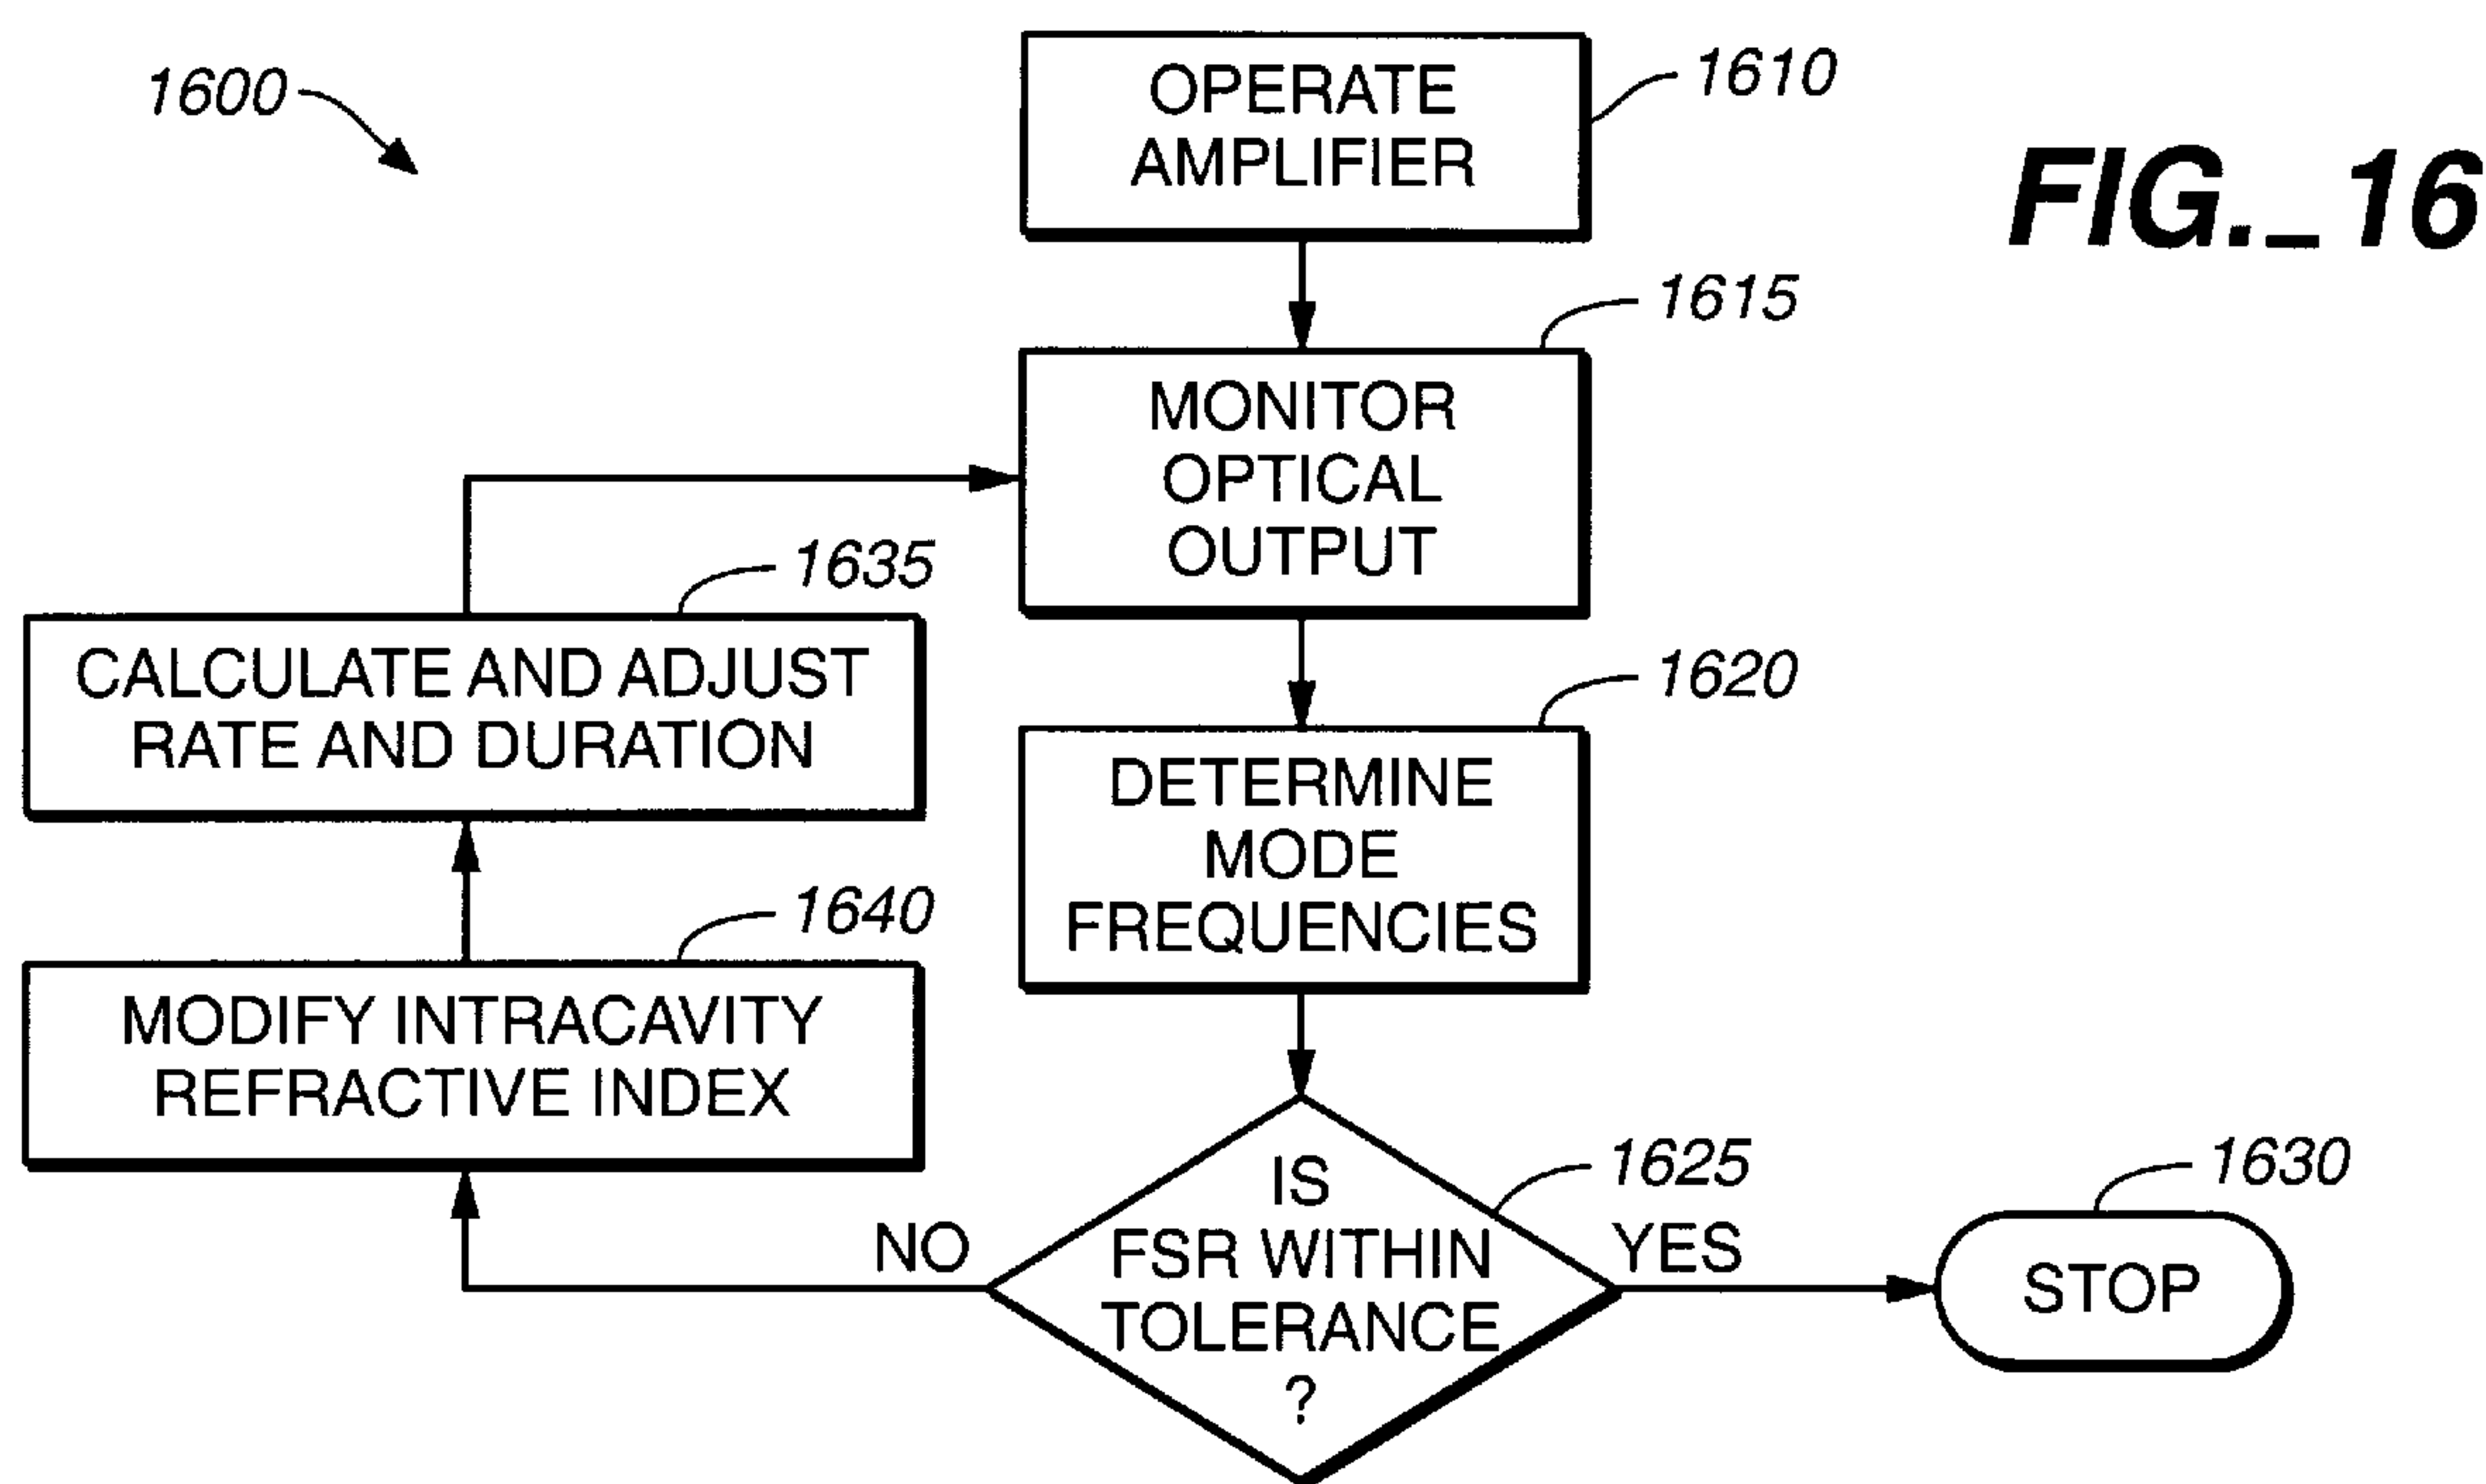 1600
OPERATE
AMPLIFIER
1610
FIG._16
MONITOR
OPTICAL
OUTPUT
1615
CALCULATE AND ADJUST
RATE AND DURATION
1635
DETERMINE
MODE
FREQUENCIES
1620
MODIFY INTRACAVITY
REFRACTIVE INDEX
1640
IS
FSR WITHIN
TOLERANCE
?
1625
NO
YES
STOP
1630